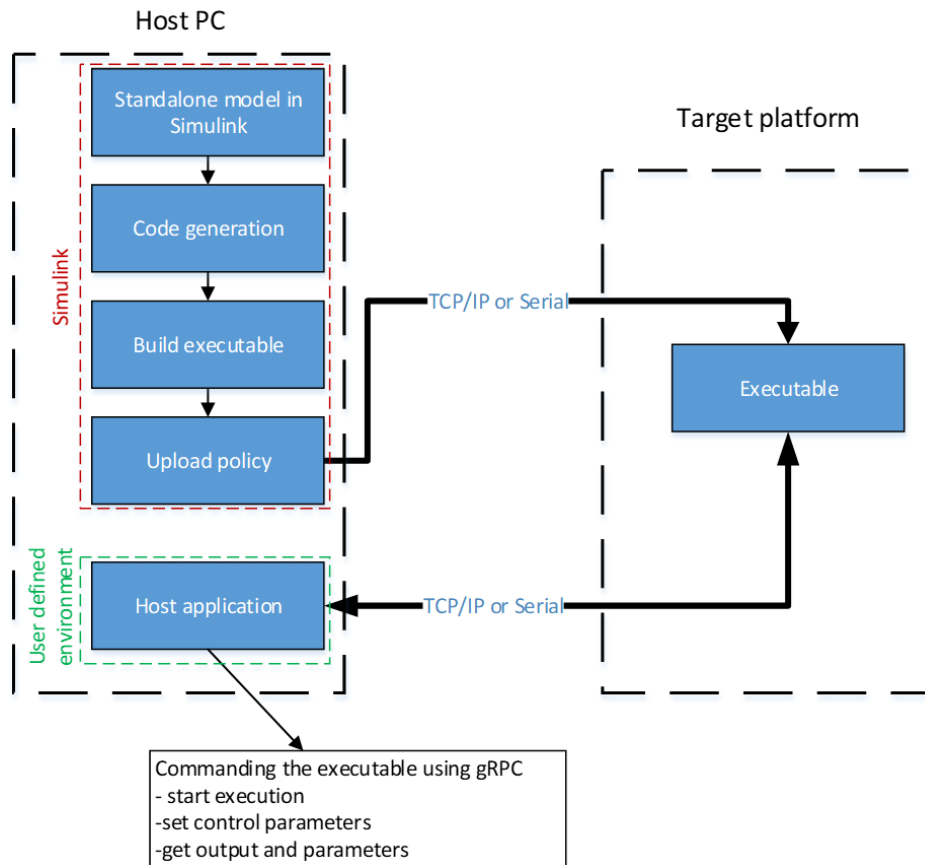 Host PC
Standalone model in
Simulink
Target platform
Code generation
Simulink
TCP/IP or Serial
Build executable
Executable
Upload policy
User defined
environment
Host application
TCP/IP or Serial
Commanding the executable using gRPC
- start execution
-set control parameters
-get output and parameters